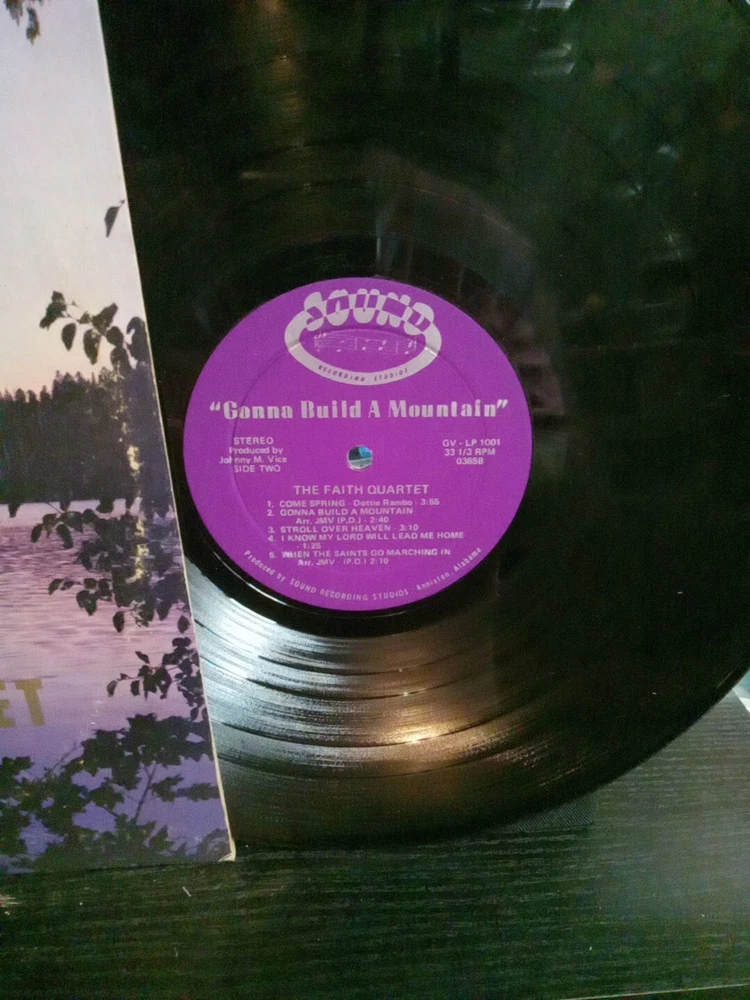 SOUND
RECORDING STUDIOS
"Gonna Build A Mountain"
STEREO
Produced by
Johnny M. Vice
SIDE TWO
GV - LP 1001
33 1/3 RPM
0365B
THE FAITH QUARTET
1. COME SPRING - Dottie Rambo - 3:55
2. GONNA BUILD A MOUNTAIN
Arr. JMV (P.D.) - 2:40
3. STROLL OVER HEAVEN - 3:10
4. I KNOW MY LORD WILL LEAD ME HOME
- 1:25
5. WHEN THE SAINTS GO MARCHING IN
Arr. JMV - (P.D.) 2:10
Produced by SOUND RECORDING STUDIOS Anniston, Alabama
ET